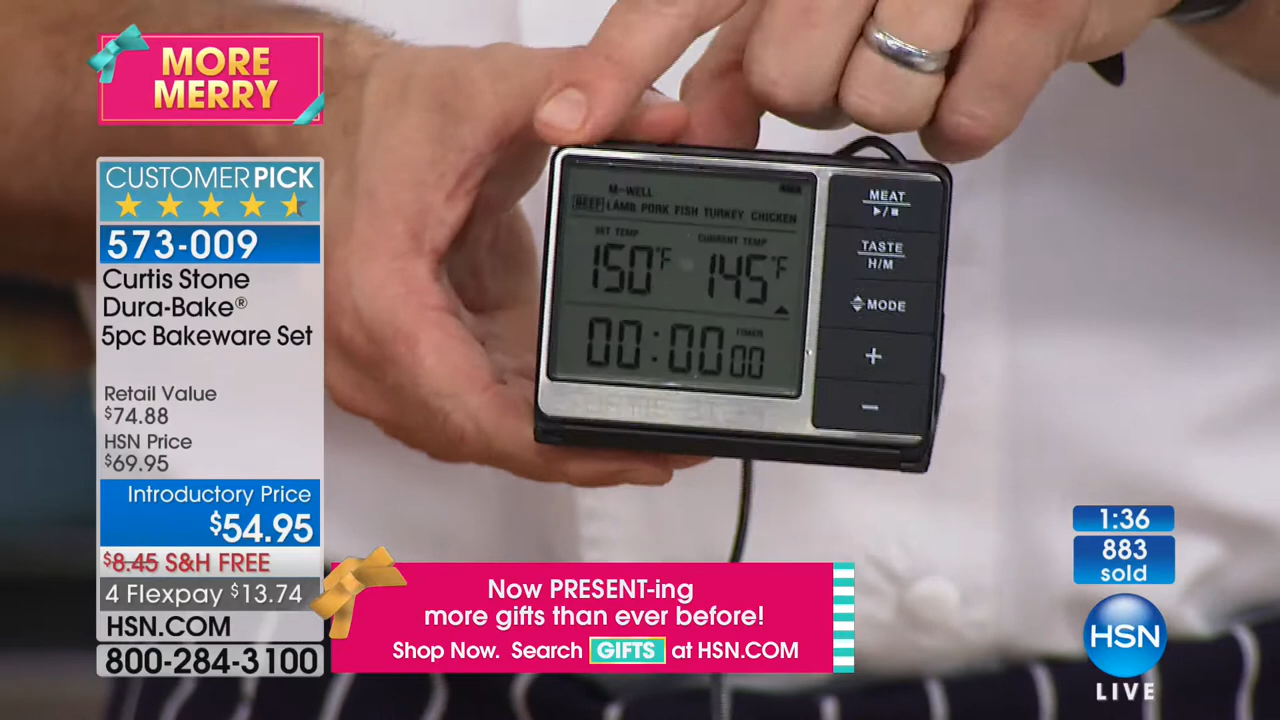 MORE
MERRY
CUSTOMER PICK
573-009
Curtis Stone
Dura-Bake®
5pc Bakeware Set
Retail Value
$74.88
HSN Price
$69.95
Introductory Price
$54.95
$8.45 S&H FREE
4 Flexpay $13.74
HSN.COM
800-284-3100
M-WELL
BEEF LAMB PORK FISH TURKEY CHICKEN
SET TEMP CURRENT TEMP
150°F 145°F
TIMER
00:00 00
MEAT
▶/■
TASTE
H/M
MODE
+
−
Now PRESENT-ing
more gifts than ever before!
Shop Now. Search GIFTS at HSN.COM
1:36
883
sold
HSN
LIVE